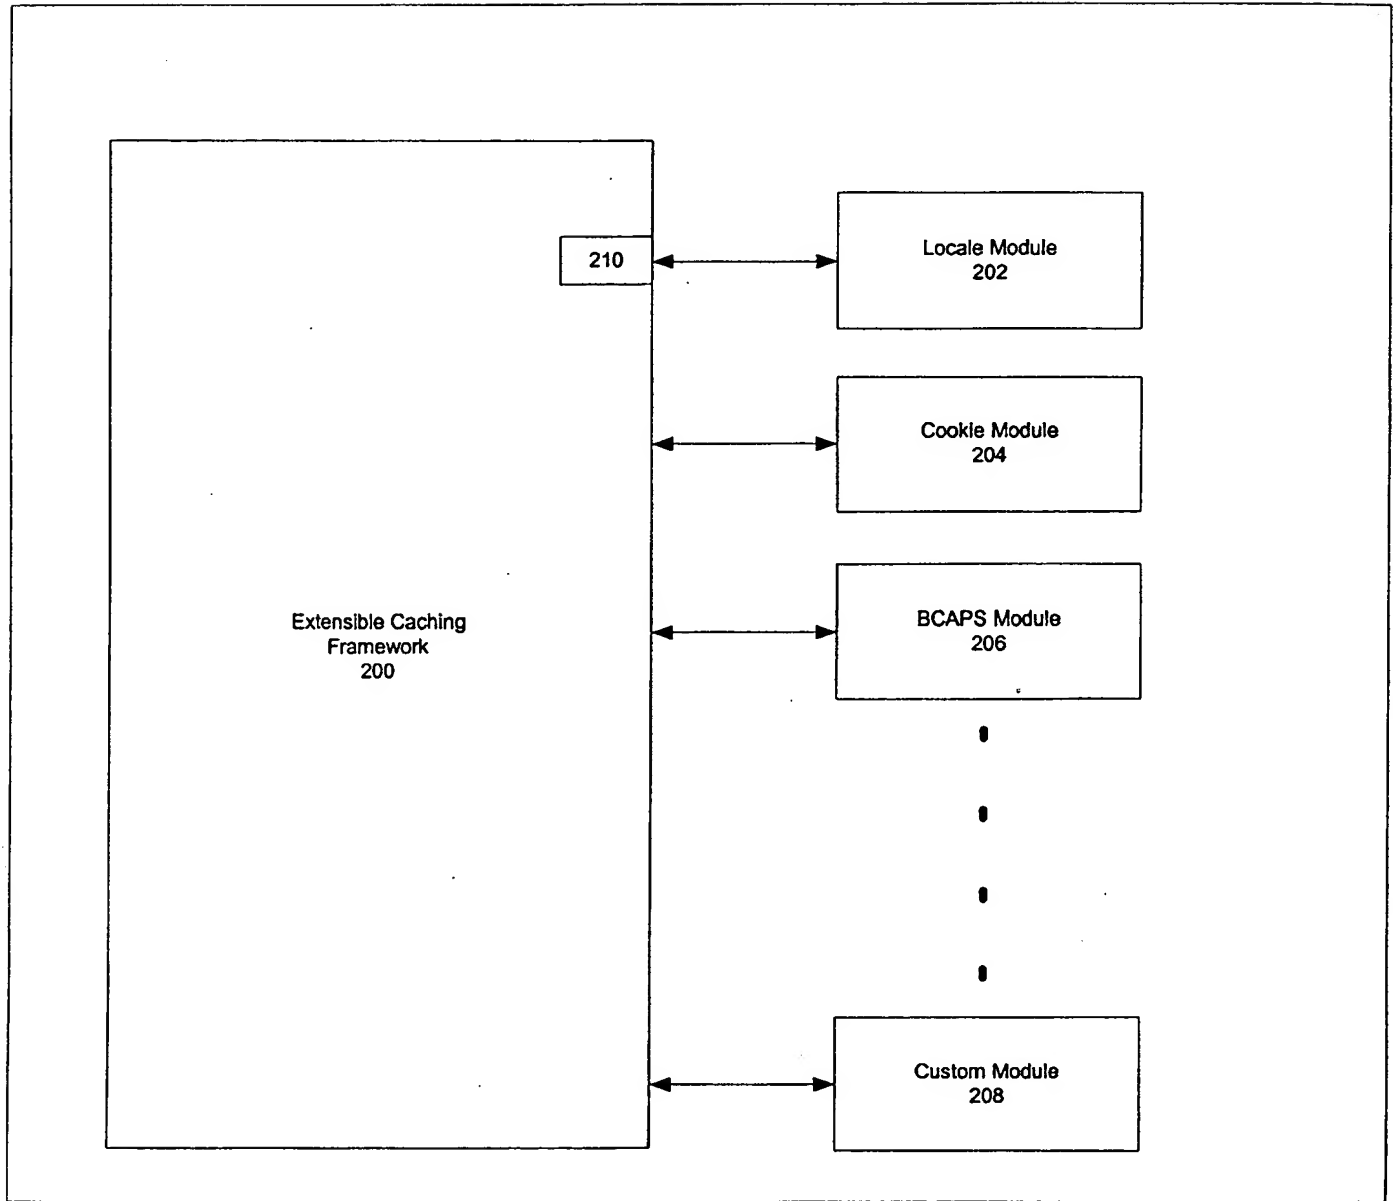 210
Locale Module
202
Cookie Module
204
Extensible Caching
Framework
200
BCAPS Module
206
Custom Module
208